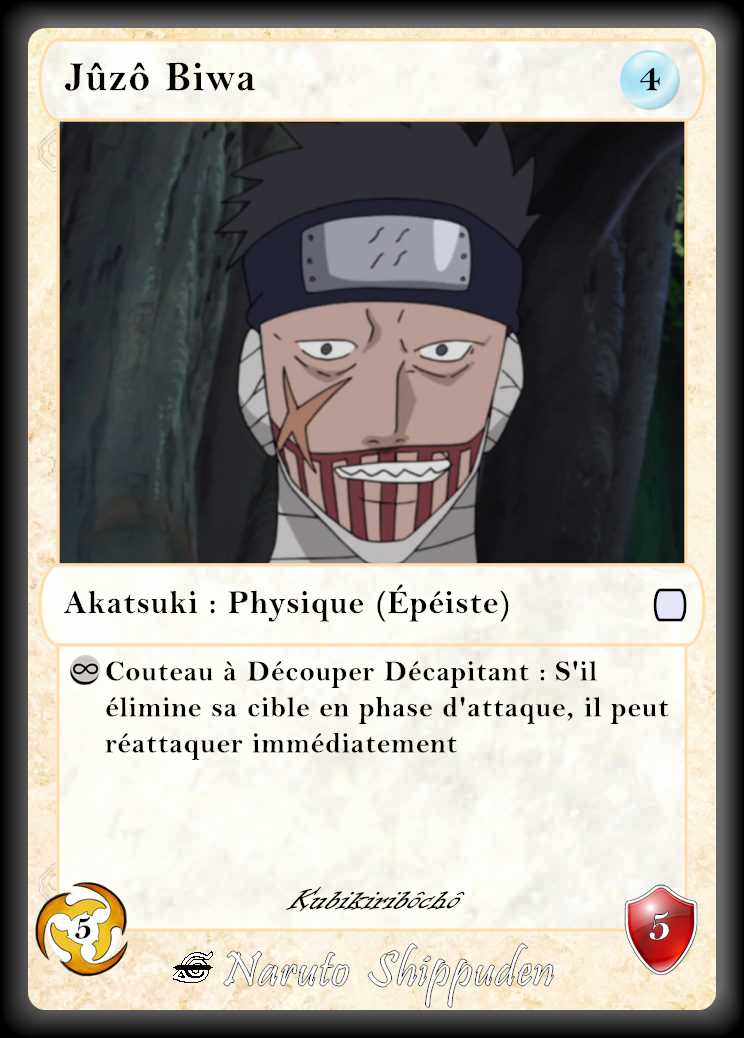 Jûzô Biwa
4
Akatsuki : Physique (Épéiste)
∞ Couteau à Découper Décapitant : S'il
élimine sa cible en phase d'attaque, il peut
réattaquer immédiatement
Kubikiribôchô
5
5
Naruto Shippuden